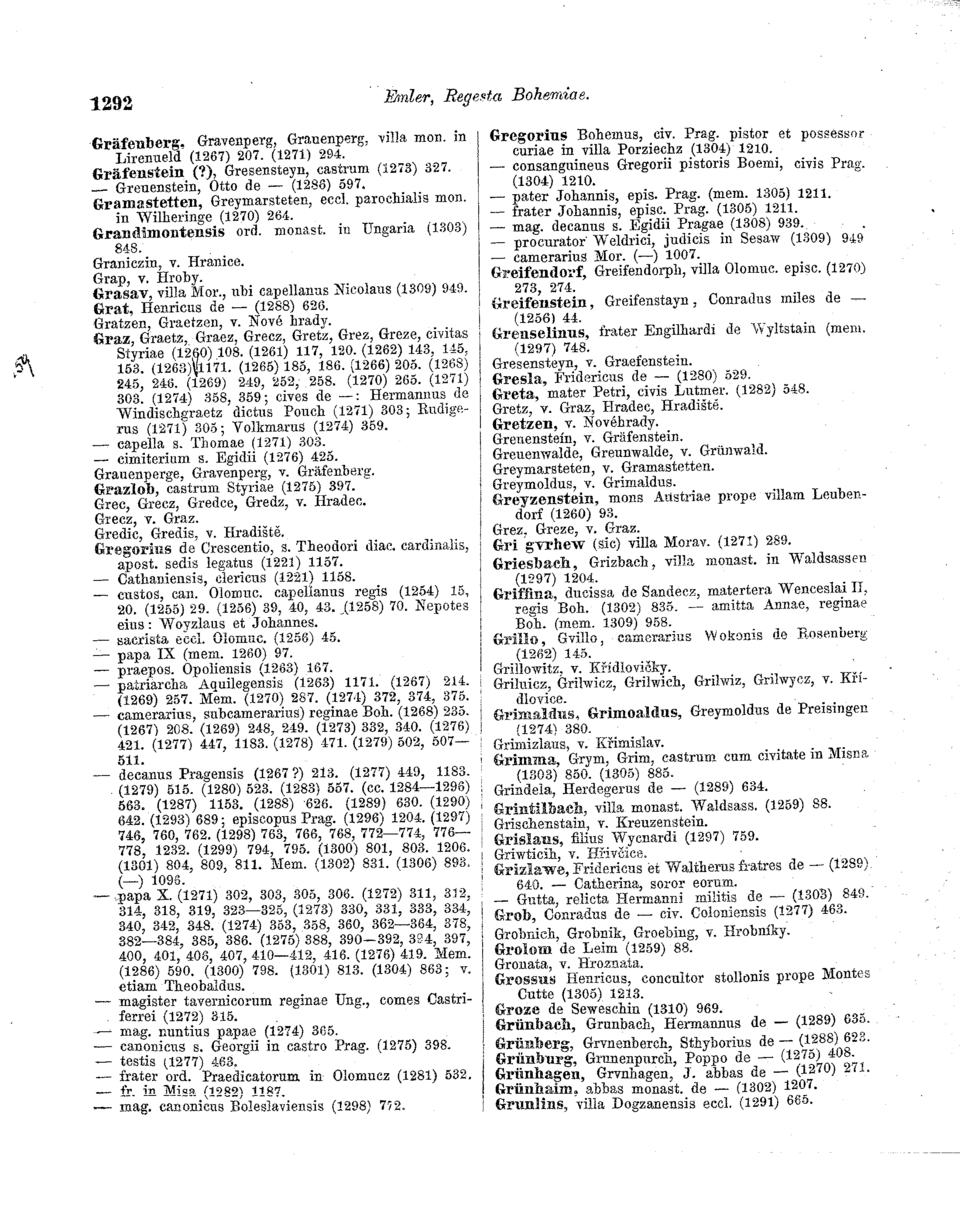 1292
Emler, Regesta Bohemiae.
Gräfenberg, Gravenperg, Grauenperg, villa mon. in
Lirenueld (1267) 207. (1271) 294.
Gräfenstein (?), Gresensteyn, castrum (1273) 327.
— Greuenstein, Otto de — (1286) 597.
Gramastetten, Greymarsteten, eccl. parochialis mon.
in Wilheringe (1270) 264.
Grandimontensis ord. monast. in Ungaria (1303)
848.
Graniczin, v. Hranice.
Grap, v. Hroby.
Grasav, villa Mor., ubi capellanus Nicolaus (1309) 949.
Grat, Henricus de — (1288) 626.
Gratzen, Graetzen, v. Nové hrady.
Graz, Graetz, Graez, Grecz, Gretz, Grez, Greze, civitas
Styriae (1260) 108. (1261) 117, 120. (1262) 143, 145,
153. (1263) 1171. (1265) 185, 186. (1266) 205. (1268)
245, 246. (1269) 249, 252, 258. (1270) 265. (1271)
303. (1274) 358, 359; cives de —: Hermannus de
Windischgraetz dictus Pouch (1271) 303; Rudige-
rus (1271) 305; Volkmarus (1274) 359.
— capella s. Thomae (1271) 303.
— cimiterium s. Egidii (1276) 425.
Grauenperge, Gravenperg, v. Gräfenberg.
Grazlob, castrum Styriae (1275) 397.
Grec, Grecz, Gredce, Gredz, v. Hradec.
Grecz, v. Graz.
Gredic, Gredis, v. Hradiště.
Gregorius de Crescentio, s. Theodori diac. cardinalis,
apost. sedis legatus (1221) 1157.
— Cathaniensis, clericus (1221) 1158.
— custos, can. Olomuc. capellanus regis (1254) 15,
20. (1255) 29. (1256) 39, 40, 43. (1258) 70. Nepotes
eius: Woyzlaus et Johannes.
— sacrista eccl. Olomuc. (1256) 45.
— papa IX (mem. 1260) 97.
— praepos. Opoliensis (1263) 167.
— patriarcha Aquilegensis (1263) 1171. (1267) 214.
(1269) 257. Mem. (1270) 287. (1274) 372, 374, 375.
— camerarius, subcamerarius) reginae Boh. (1268) 235.
(1267) 208. (1269) 248, 249. (1273) 332, 340. (1276)
421. (1277) 447, 1183. (1278) 471. (1279) 502, 507—
511.
— decanus Pragensis (1267?) 213. (1277) 449, 1183.
(1279) 515. (1280) 523. (1283) 557. (cc. 1284—1296)
563. (1287) 1153. (1288) 626. (1289) 630. (1290)
642. (1293) 689; episcopus Prag. (1296) 1204. (1297)
746, 760, 762. (1298) 763, 766, 768, 772—774, 776—
778, 1232. (1299) 794, 795. (1300) 801, 803. 1206.
(1301) 804, 809, 811. Mem. (1302) 831. (1306) 893.
(—) 1096.
— papa X. (1271) 302, 303, 305, 306. (1272) 311, 312,
314, 318, 319, 323—325, (1273) 330, 331, 333, 334,
340, 342, 348. (1274) 353, 358, 360, 362—364, 378,
382—384, 385, 386. (1275) 388, 390—392, 394, 397,
400, 401, 406, 407, 410—412, 416. (1276) 419. Mem.
(1286) 590. (1300) 798. (1301) 813. (1304) 863; v.
etiam Theobaldus.
— magister tavernicorum reginae Ung., comes Castri-
ferrei (1272) 315.
— mag. nuntius papae (1274) 365.
— canonicus s. Georgii in castro Prag. (1275) 398.
— testis (1277) 463.
— frater ord. Praedicatorum in Olomucz (1281) 532.
— fr. in Misa (1282) 1187.
— mag. canonicus Boleslaviensis (1298) 772.
Gregorius Bohemus, civ. Prag. pistor et possessor
curiae in villa Porziechz (1304) 1210.
— consanguineus Gregorii pistoris Boemi, civis Prag.
(1304) 1210.
— pater Johannis, epis. Prag. (mem. 1305) 1211.
— frater Johannis, episc. Prag. (1305) 1211.
— mag. decanus s. Egidii Pragae (1308) 939.
— procurator Weldrici, judicis in Sesaw (1309) 949
— camerarius Mor. (—) 1007.
Greifendorf, Greifendorph, villa Olomuc. episc. (1270)
273, 274.
Greifenstein, Greifenstayn, Conradus miles de —
(1256) 44.
Grenselinus, frater Engilhardi de Wyltstain (mem.
(1297) 748.
Gresensteyn, v. Graefenstein.
Gresla, Fridericus de — (1280) 529.
Greta, mater Petri, civis Lutmer. (1282) 548.
Gretz, v. Graz, Hradec, Hradiště.
Gretzen, v. Novéhrady.
Greuenstein, v. Gräfenstein.
Greuenwalde, Greunwalde, v. Grünwald.
Greymarsteten, v. Gramastetten.
Greymoldus, v. Grimaldus.
Greyzenstein, mons Austriae prope villam Leuben-
dorf (1260) 93.
Grez, Greze, v. Graz.
Gri gvrhew (sic) villa Morav. (1271) 289.
Griesbach, Grizbach, villa monast. in Waldsassen
(1297) 1204.
Griffina, ducissa de Sandecz, matertera Wenceslai II,
regis Boh. (1302) 835. — amitta Annae, reginae
Boh. (mem. 1309) 958.
Grillo, Gvillo, camerarius Wokonis de Rosenberg
(1262) 145.
Grillowitz, v. Křídlovičky.
Griluicz, Grilwicz, Grilwich, Grilwiz, Grilwycz, v. Kří-
dlovice.
Grimaldus, Grimoaldus, Greymoldus de Preisingen
(1274) 380.
Grimizlaus, v. Křimislav.
Grimma, Grym, Grim, castrum cum civitate in Misna
(1303) 850. (1305) 885.
Grindela, Herdegerus de — (1289) 634.
Grintilbach, villa monast. Waldsass. (1259) 88.
Grischenstain, v. Kreuzenstein.
Grislaus, filius Wycnardi (1297) 759.
Griwticih, v. Hřivčice.
Grizlawe, Fridericus et Waltherus fratres de — (1289)
640. — Catherina, soror eorum.
— Gutta, relicta Hermanni militis de — (1303) 849.
Grob, Conradus de — civ. Coloniensis (1277) 463.
Grobnich, Grobnik, Groebing, v. Hrobníky.
Grolom de Leim (1259) 88.
Gronata, v. Hroznata.
Grossus Henricus, concultor stollonis prope Montes
Cutte (1305) 1213.
Groze de Seweschin (1310) 969.
Grünbach, Grunbach, Hermannus de — (1289) 635.
Grünberg, Grvnenberch, Sthyborius de — (1288) 623.
Grünburg, Grunenpurch, Poppo de — (1275) 408.
Grünhagen, Grvnhagen, J. abbas de — (1270) 271.
Grünhaim, abbas monast. de — (1302) 1207.
Grunlins, villa Dogzanensis eccl. (1291) 665.